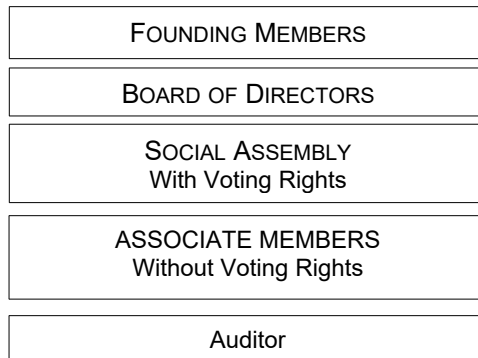 FOUNDING MEMBERS
BOARD OF DIRECTORS
SOCIAL ASSEMBLY
With Voting Rights
ASSOCIATE MEMBERS
Without Voting Rights
Auditor